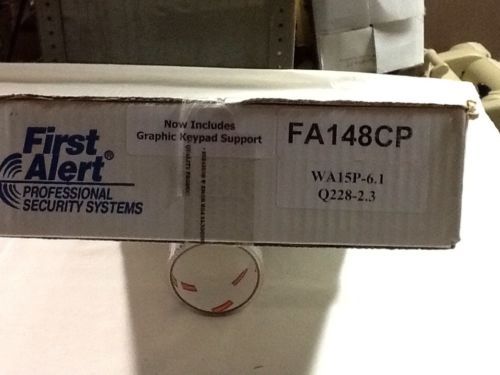 First
Alert®
PROFESSIONAL
SECURITY SYSTEMS
Now Includes
Graphic Keypad Support
FA148CP
WA15P-6.1
Q228-2.3